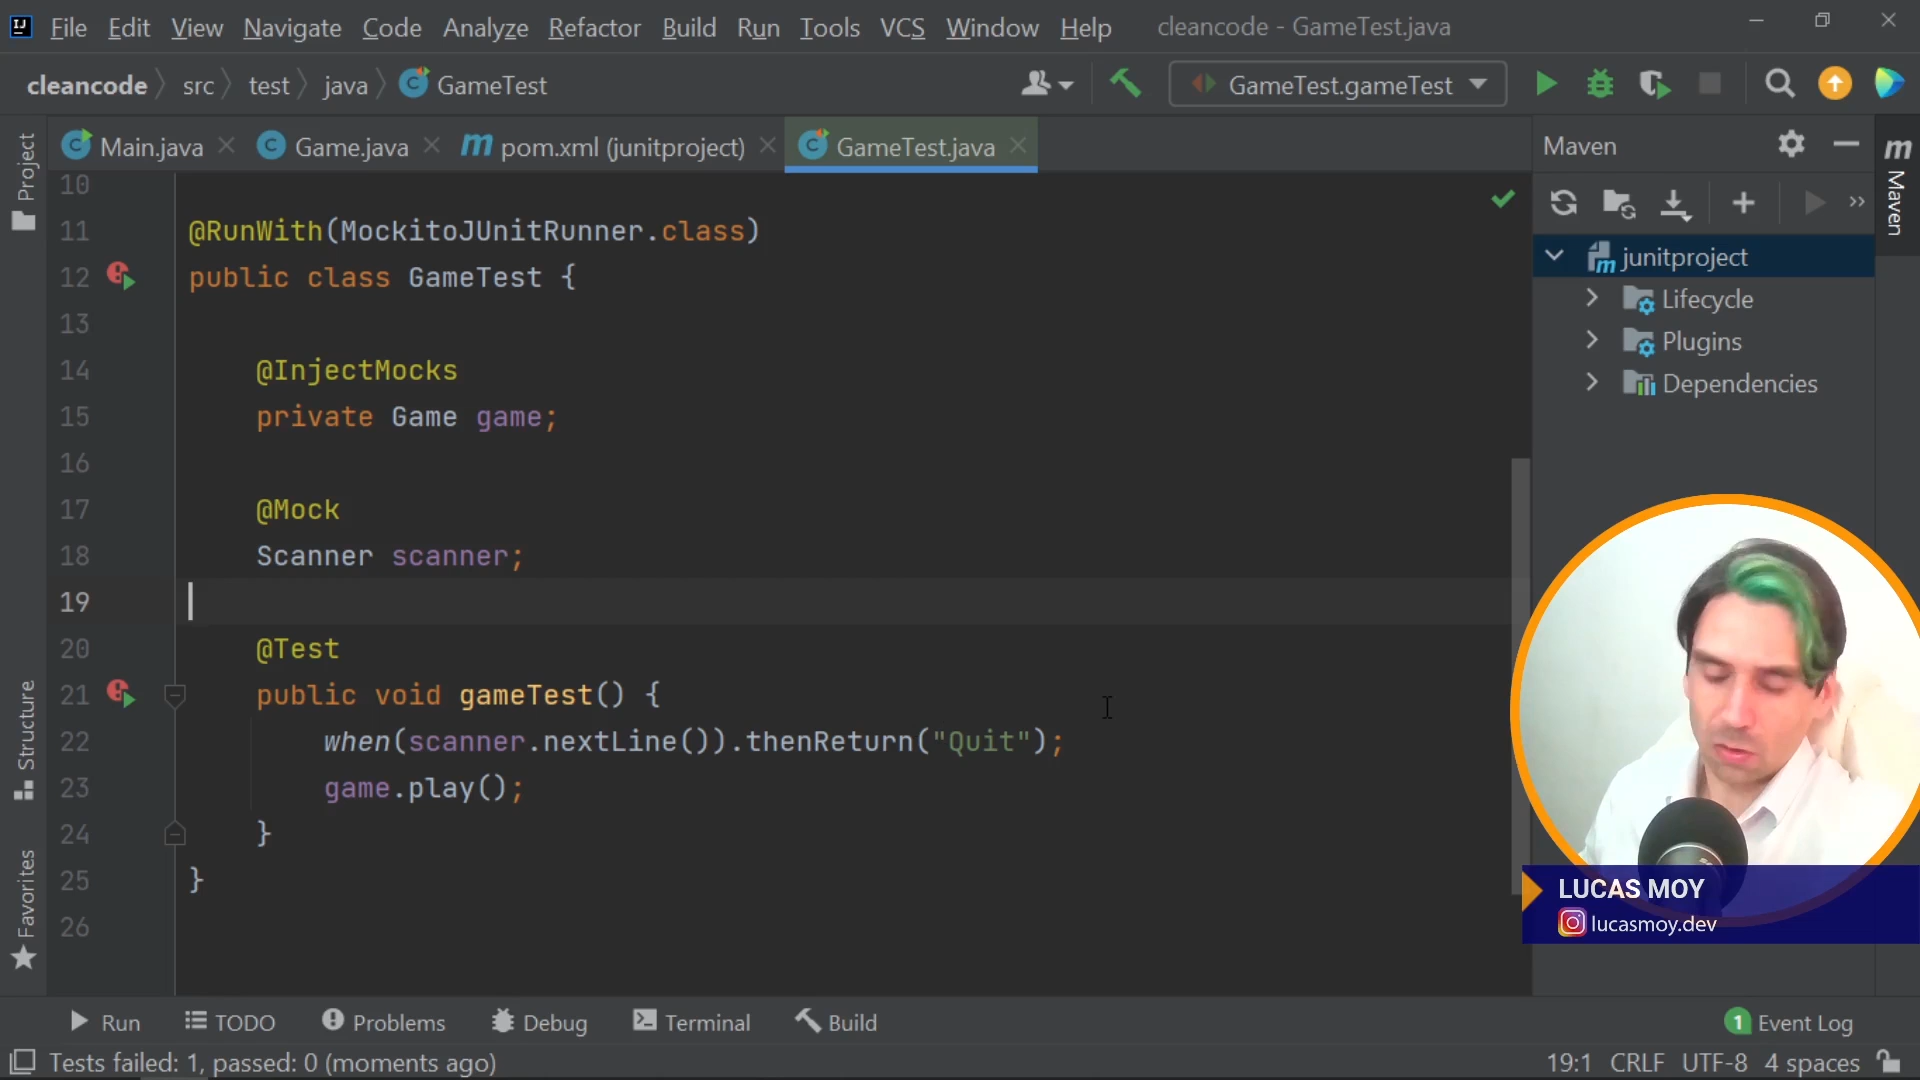 File Edit View Navigate Code Analyze Refactor Build Run Tools VCS Window Help cleancode - GameTest.java
cleancode src test java GameTest
GameTest.gameTest
Main.java Game.java pom.xml (junitproject) GameTest.java
Maven
Project
Structure
Favorites
10
11 @RunWith(MockitoJUnitRunner.class)
12 public class GameTest {
13
14 @InjectMocks
15 private Game game;
16
17 @Mock
18 Scanner scanner;
19
20 @Test
21 public void gameTest() {
22 when(scanner.nextLine()).thenReturn("Quit");
23 game.play();
24 }
25 }
26
junitproject
Lifecycle
Plugins
Dependencies
Maven
LUCAS MOY
lucasmoy.dev
Run TODO Problems Debug Terminal Build 1 Event Log
Tests failed: 1, passed: 0 (moments ago) 19:1 CRLF UTF-8 4 spaces